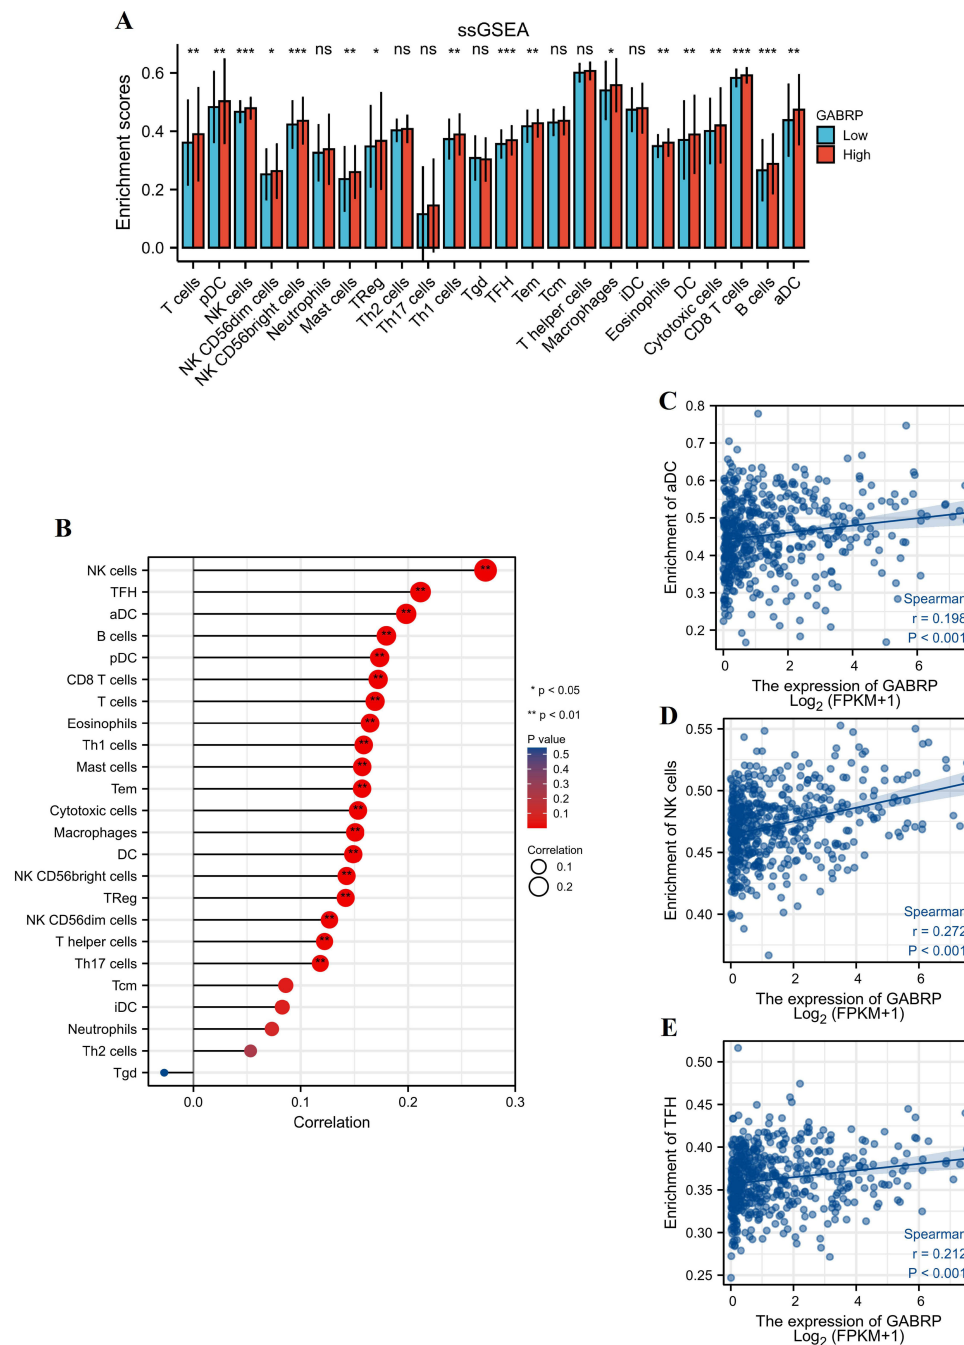 A
ssGSEA
** ** *** * *** ns ** * ns ns ** ns *** ** ns ** * ns ** ** ** *** *** **
Enrichment scores
0.6
0.4
0.2
0.0
GABRP
Low
High
T cells
pDC
NK cells
NK CD56dim cells
NK CD56bright cells
Neutrophils
Mast cells
TReg
Th2 cells
Th17 cells
Th1 cells
Tgd
TFH
Tem
Tcm
T helper cells
Macrophages
iDC
Eosinophils
DC
Cytotoxic cells
CD8 T cells
B cells
aDC
B
NK cells **
TFH **
aDC **
B cells **
pDC **
CD8 T cells **
T cells **
Eosinophils **
Th1 cells **
Mast cells **
Tem **
Cytotoxic cells **
Macrophages **
DC **
NK CD56bright cells **
TReg **
NK CD56dim cells **
T helper cells **
Th17 cells **
Tcm
iDC
Neutrophils
Th2 cells
Tgd
0.0 0.1 0.2 0.3
Correlation
* p < 0.05
** p < 0.01
P value
0.5
0.4
0.3
0.2
0.1
Correlation
0.1
0.2
C
Enrichment of aDC
0.8
0.7
0.6
0.5
0.4
0.3
0.2
Spearman
r = 0.198
P < 0.001
0 2 4 6
The expression of GABRP
Log2 (FPKM+1)
D
Enrichment of NK cells
0.55
0.50
0.45
0.40
Spearman
r = 0.272
P < 0.001
0 2 4 6
The expression of GABRP
Log2 (FPKM+1)
E
Enrichment of TFH
0.50
0.45
0.40
0.35
0.30
0.25
Spearman
r = 0.212
P < 0.001
0 2 4 6
The expression of GABRP
Log2 (FPKM+1)